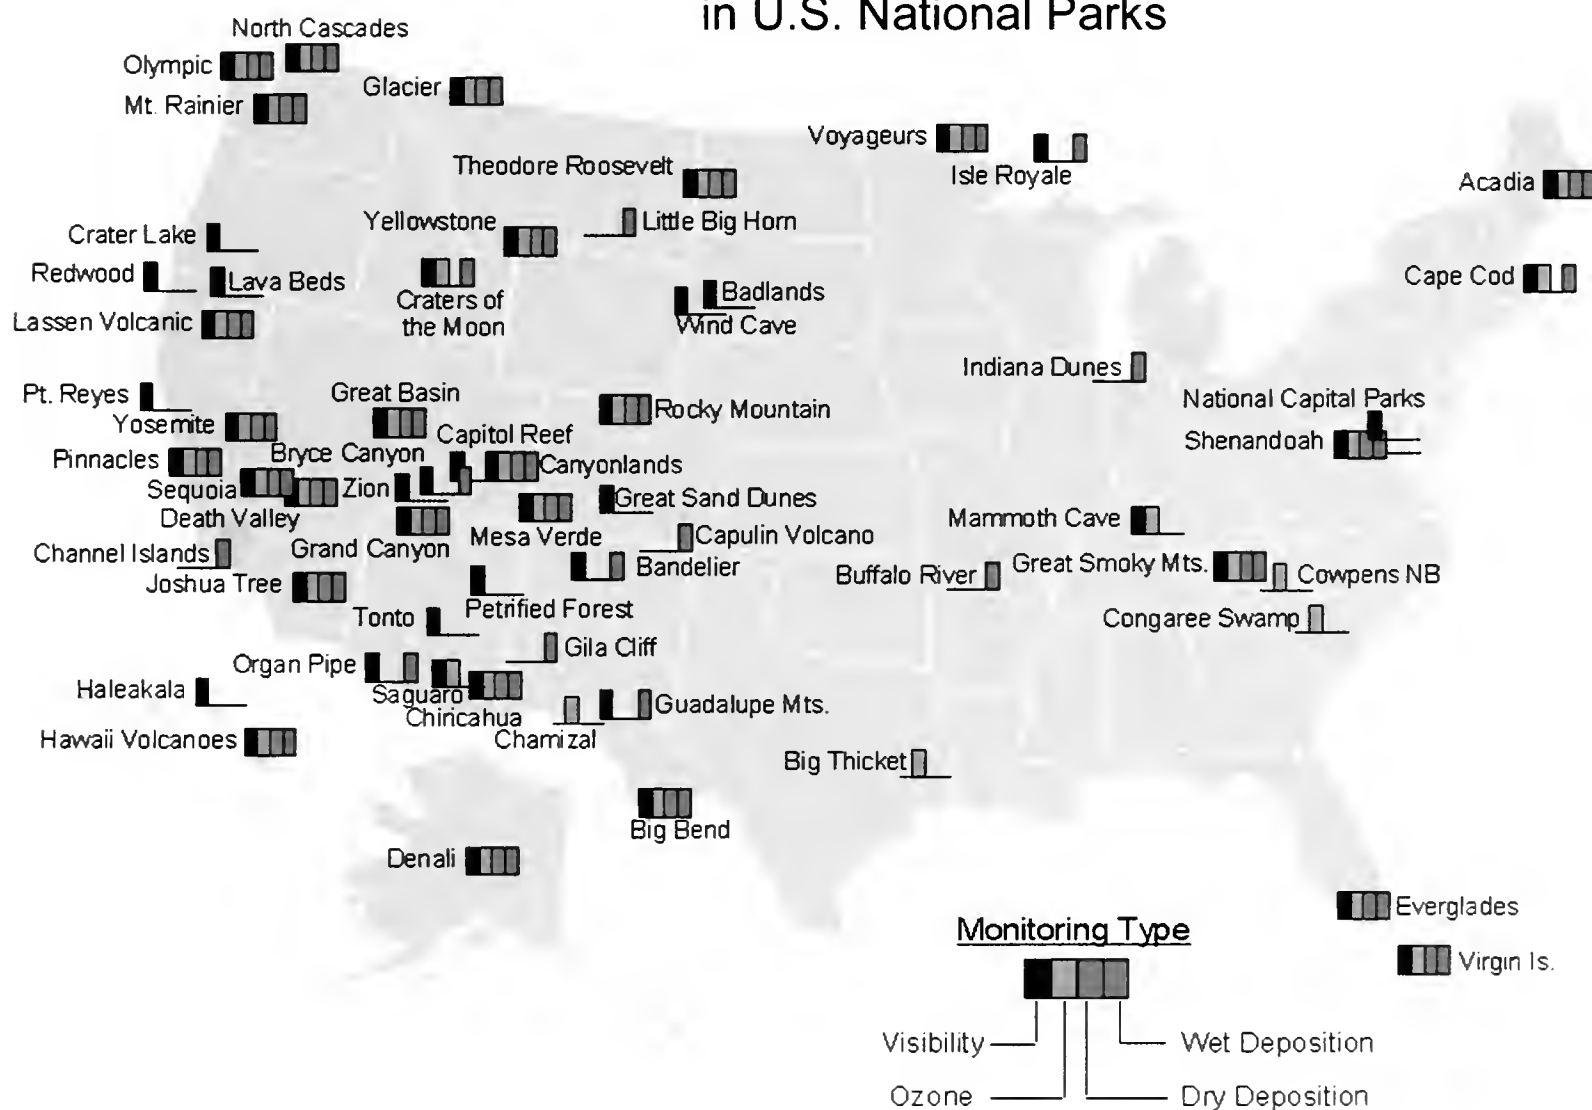 in U.S. National Parks
North Cascades
Olympic
Glacier
Mt. Rainier
Voyageurs
Isle Royale
Theodore Roosevelt
Acadia
Yellowstone
Little Big Horn
Crater Lake
Redwood
Lava Beds
Cape Cod
Craters of
the Moon
Badlands
Wind Cave
Lassen Volcanic
Indiana Dunes
Pt. Reyes
Great Basin
National Capital Parks
Yosemite
Rocky Mountain
Capitol Reef
Shenandoah
Pinnacles
Bryce Canyon
Canyonlands
Sequoia
Zion
Great Sand Dunes
Death Valley
Mammoth Cave
Grand Canyon
Mesa Verde
Capulin Volcano
Channel Islands
Bandelier
Buffalo River
Great Smoky Mts.
Cowpens NB
Joshua Tree
Petrified Forest
Tonto
Congaree Swamp
Gila Cliff
Organ Pipe
Haleakala
Saguaro
Chiricahua
Guadalupe Mts.
Chamizal
Hawaii Volcanoes
Big Thicket
Big Bend
Denali
Everglades
Monitoring Type
Virgin Is.
Visibility
Wet Deposition
Ozone
Dry Deposition